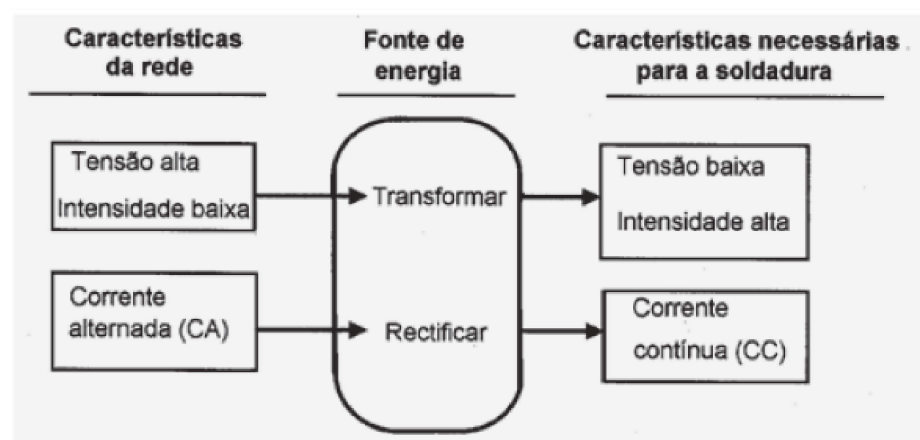 Características
da rede
Fonte de
energia
Características necessárias
para a soldadura
Tensão alta
Intensidade baixa
Transformar
Tensão baixa
Intensidade alta
Corrente
alternada (CA)
Rectificar
Corrente
contínua (CC)